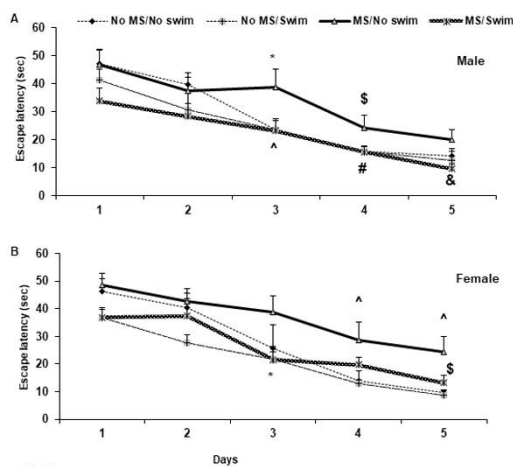 A
No MS/No swim No MS/Swim MS/No swim MS/Swim
Escape latency (sec)
60
50
40
30
20
10
0
Male
*
$
^
#
&
1 2 3 4 5
B
Escape latency (sec)
60
50
40
30
20
10
0
Female
^
^
$
*
1 2 3 4 5
Days